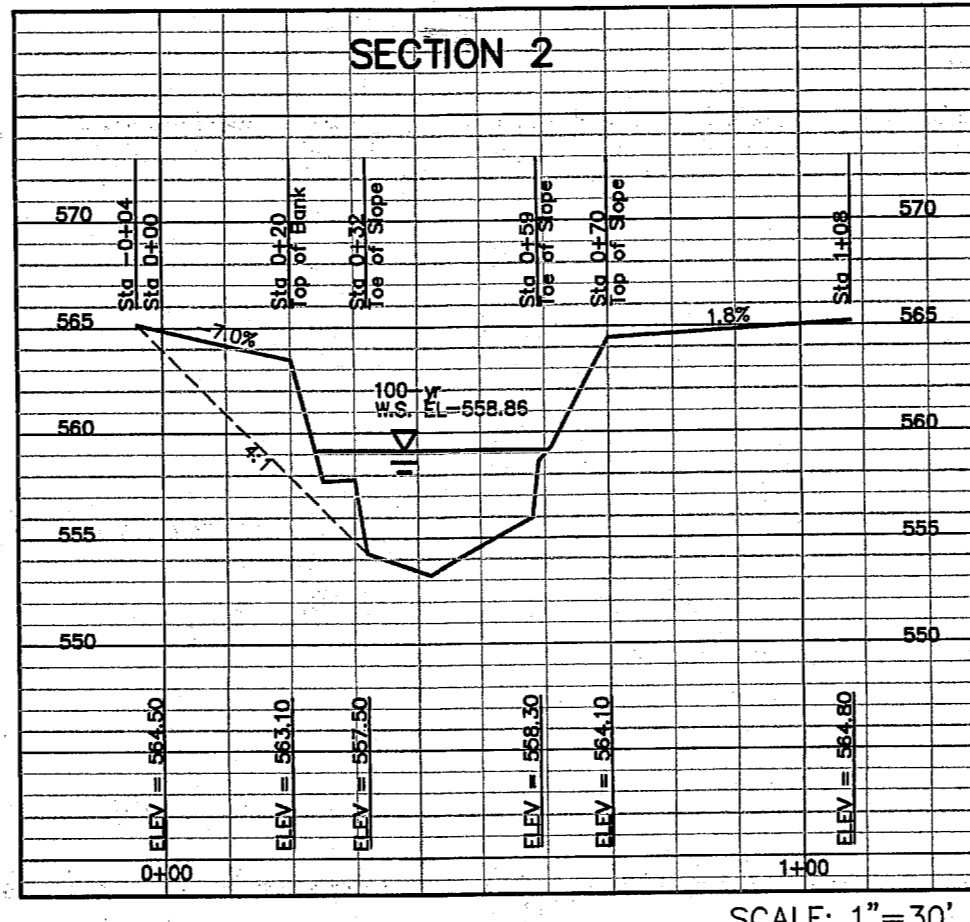 SECTION 2
Sta -0+04
Sta 0+00
Sta 0+20
Top of Bank
Sta 0+32
Toe of Slope
Sta 0+59
Toe of Slope
Sta 0+70
Top of Slope
Sta 1+08
570
570
565
-7.0%
1.8%
565
100-yr
W.S. EL=558.86
560
560
4:1
555
555
550
550
ELEV = 564.50
ELEV = 563.10
ELEV = 557.50
ELEV = 558.30
ELEV = 564.10
ELEV = 564.80
0+00
1+00
SCALE: 1"=30'